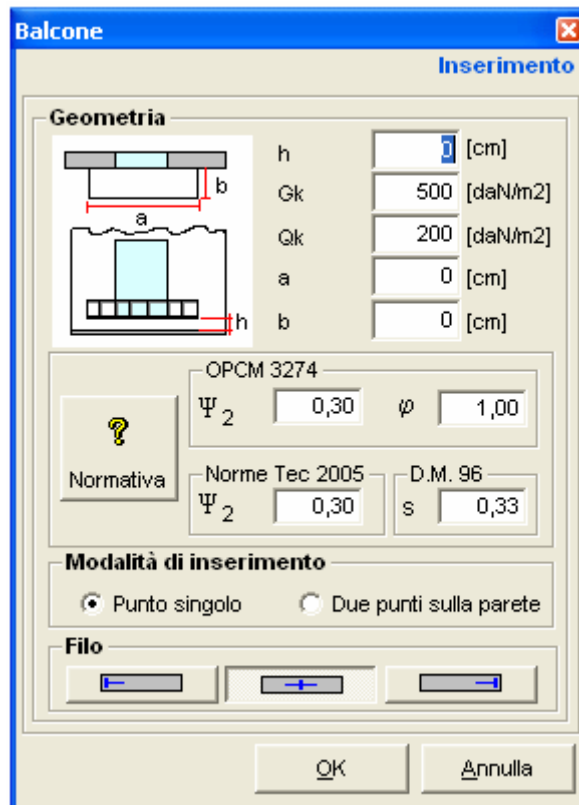 Balcone
Inserimento
Geometria
b
a
h
h 0 [cm]
Gk 500 [daN/m2]
Qk 200 [daN/m2]
a 0 [cm]
b 0 [cm]
OPCM 3274
Ψ2 0,30 φ 1,00
?
Normativa
Norme Tec 2005
Ψ2 0,30
D.M. 96
s 0,33
Modalità di inserimento
Punto singolo Due punti sulla parete
Filo
OK Annulla